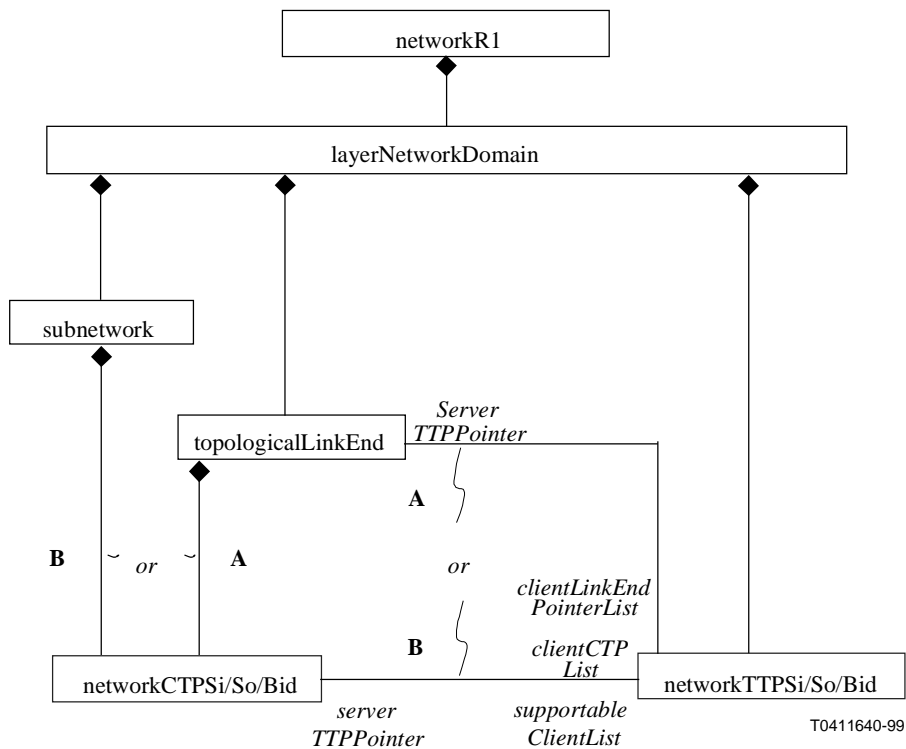 networkR1
layerNetworkDomain
subnetwork
topologicalLinkEnd
Server
TTPPointer
A
B
or
A
or
clientLinkEnd
PointerList
B
clientCTP
List
networkCTPSi/So/Bid
networkTTPSi/So/Bid
server
TTPPointer
supportable
ClientList
T0411640-99